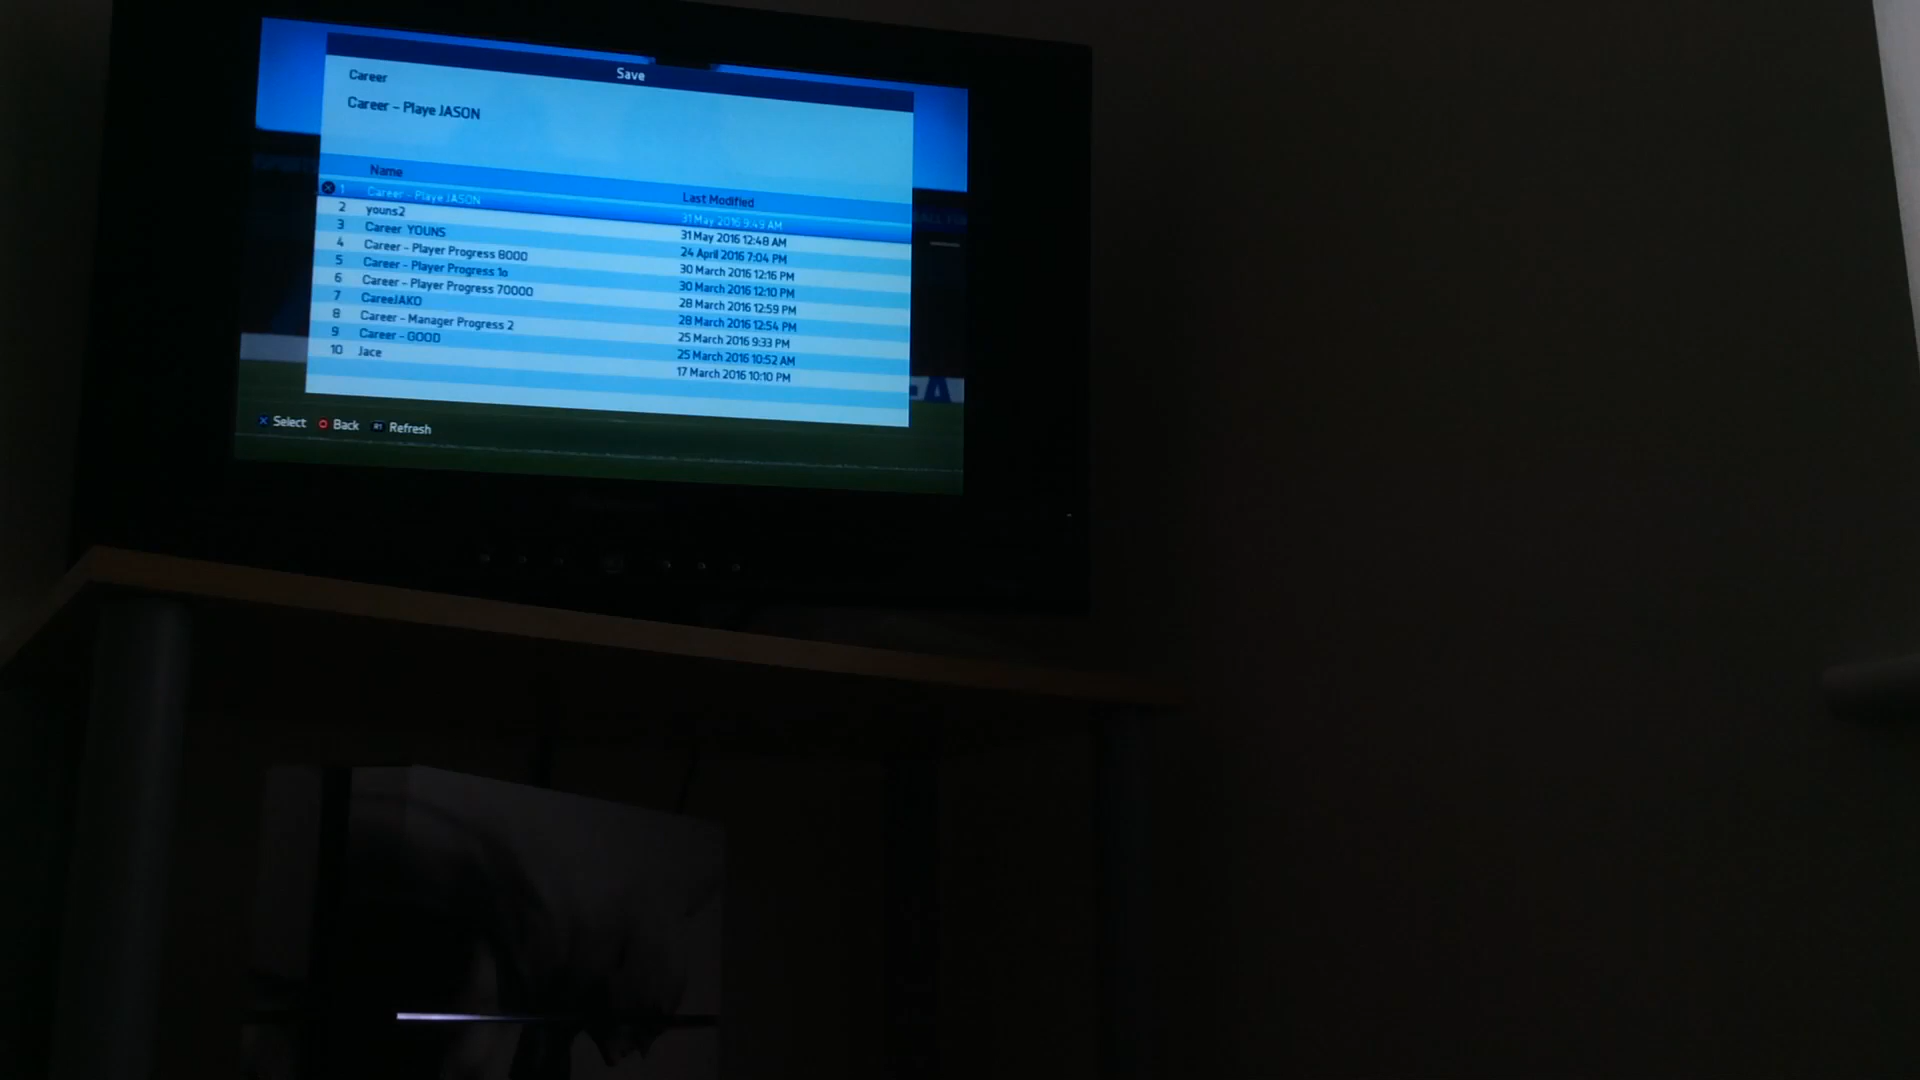 Save
Career
Career - Playe JASON
Name Last Modified
1 Career - Playe JASON 31 May 2016 9:49 AM
2 youns2 31 May 2016 12:48 AM
3 Career YOUNS 24 April 2016 7:04 PM
4 Career - Player Progress 8000 30 March 2016 12:16 PM
5 Career - Player Progress 1o 30 March 2016 12:10 PM
6 Career - Player Progress 70000 28 March 2016 12:59 PM
7 CareeJAKO 28 March 2016 12:54 PM
8 Career - Manager Progress 2 25 March 2016 9:33 PM
9 Career - GOOD 25 March 2016 10:52 AM
10 Jace 17 March 2016 10:10 PM
Select Back R1 Refresh